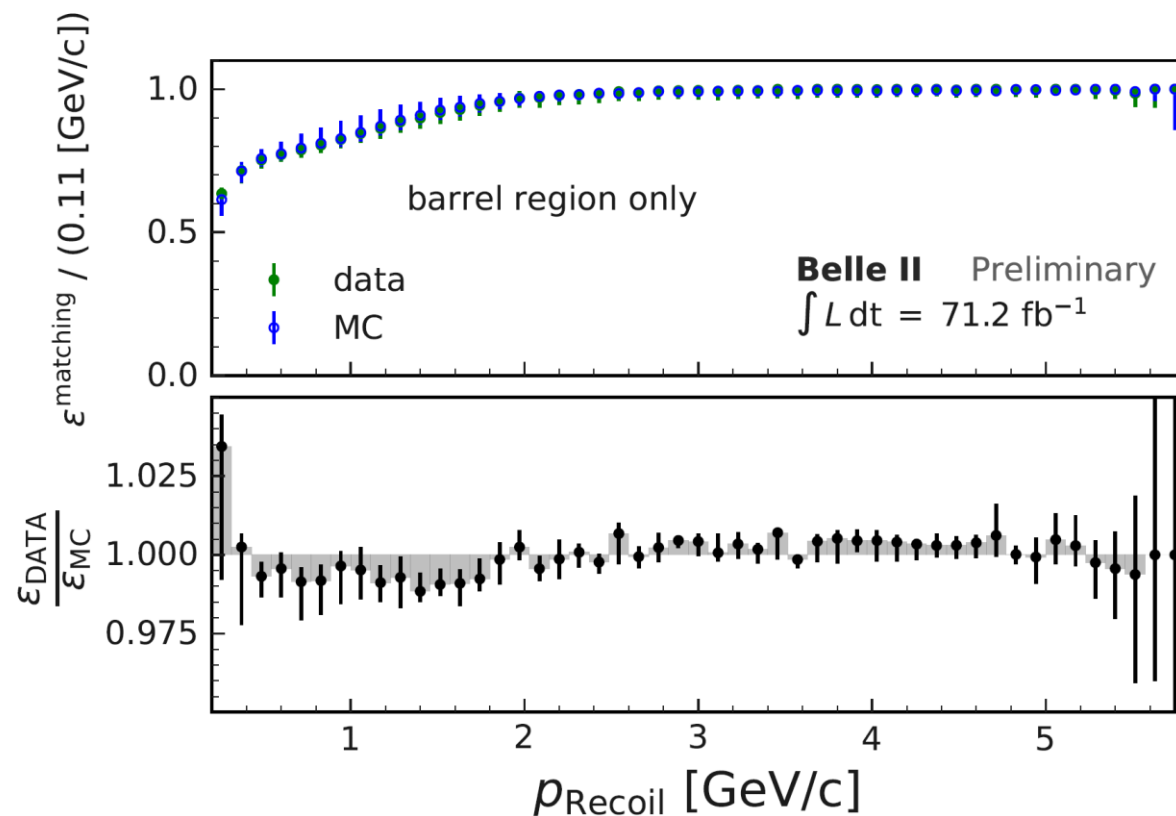 ε^matching / (0.11 [GeV/c])
1.0
0.5
0.0
barrel region only
data
MC
Belle II Preliminary
∫ L dt = 71.2 fb⁻¹
ε_DATA
ε_MC
1.025
1.000
0.975
1 2 3 4 5
p_Recoil [GeV/c]